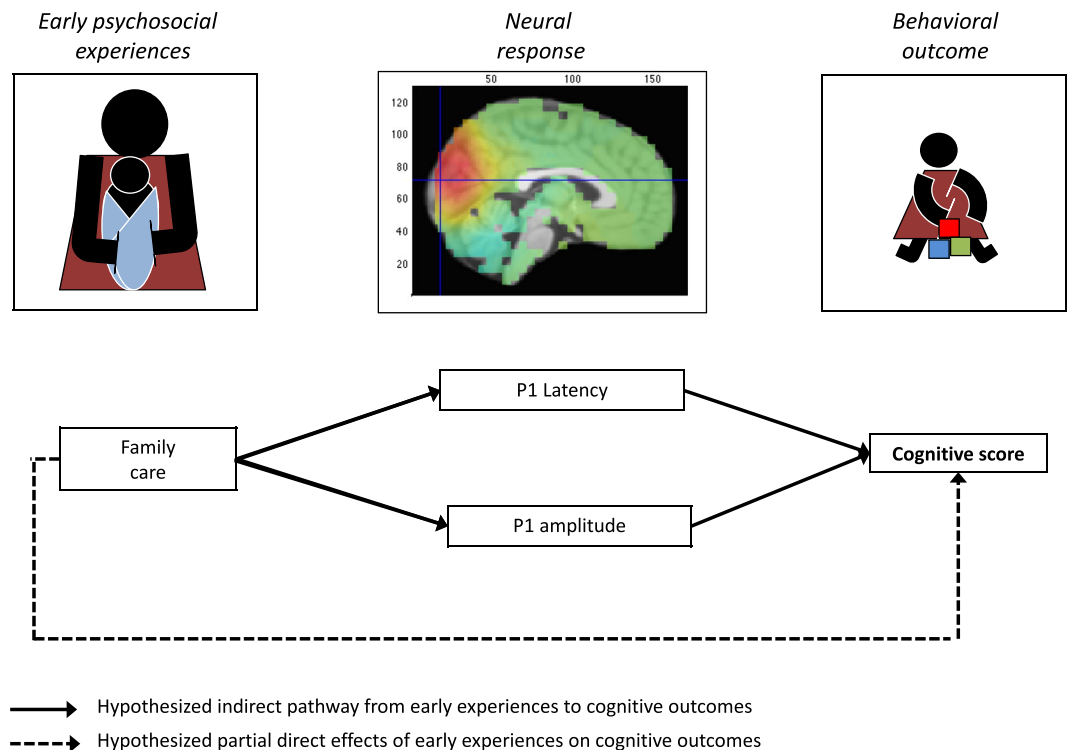 Early psychosocial
experiences
Neural
response
Behavioral
outcome
50 100 150
120
100
80
60
40
20
P1 Latency
Family
care
Cognitive score
P1 amplitude
Hypothesized indirect pathway from early experiences to cognitive outcomes
Hypothesized partial direct effects of early experiences on cognitive outcomes